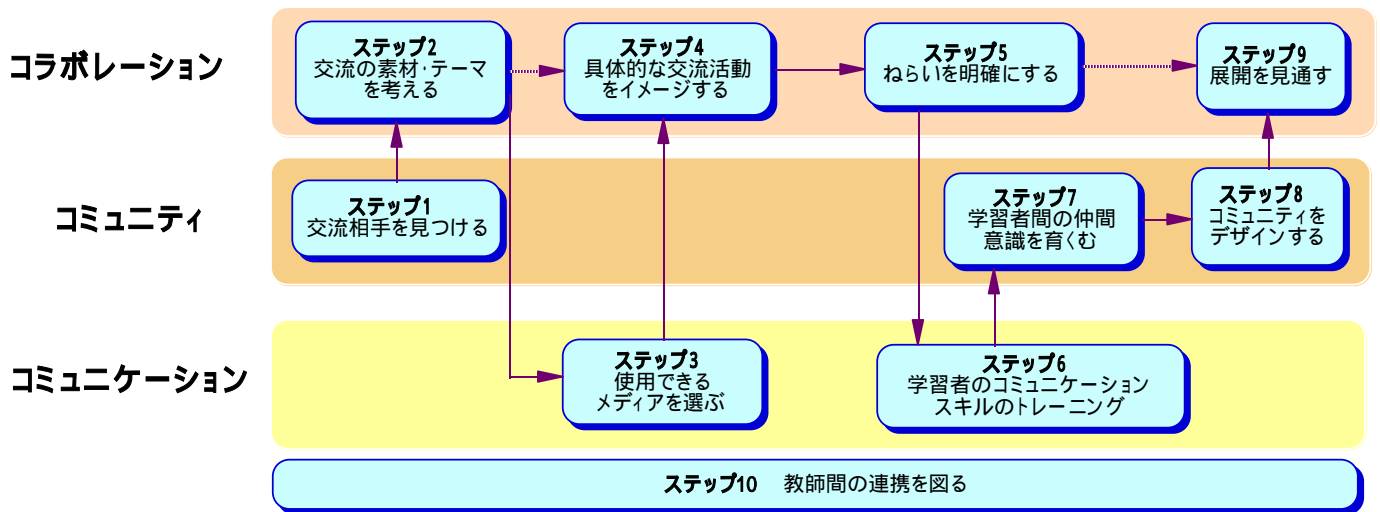 コラボレーション
ステップ2
交流の素材・テーマ
を考える
ステップ4
具体的な交流活動
をイメージする
ステップ5
ねらいを明確にする
ステップ9
展開を見通す
コミュニティ
ステップ1
交流相手を見つける
ステップ7
学習者間の仲間
意識を育くむ
ステップ8
コミュニティを
デザインする
コミュニケーション
ステップ3
使用できる
メディアを選ぶ
ステップ6
学習者のコミュニケーション
スキルのトレーニング
ステップ10 教師間の連携を図る